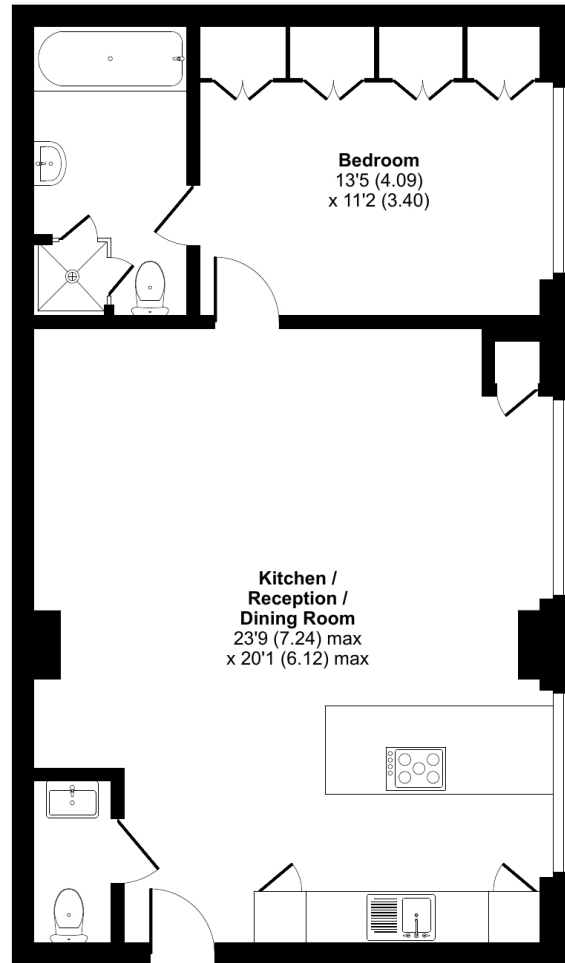 Bedroom
13'5 (4.09)
x 11'2 (3.40)
Kitchen /
Reception /
Dining Room
23'9 (7.24) max
x 20'1 (6.12) max